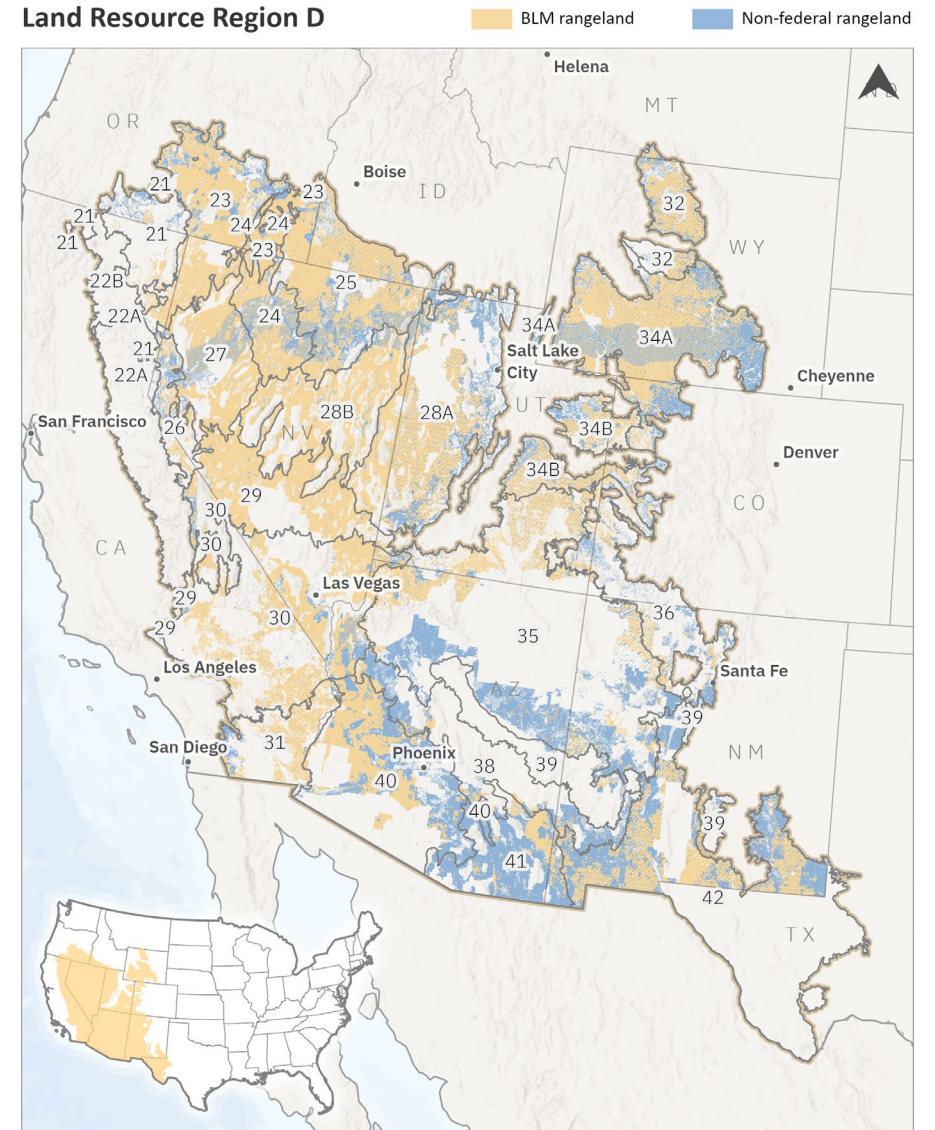 Land Resource Region D
BLM rangeland
Non-federal rangeland
Helena
MT
ND
OR
Boise
ID
21
23
23
32
21
24
24
21
21
23
WY
32
22B
25
22A
24
34A
34A
21
27
Salt Lake
City
22A
Cheyenne
UT
San Francisco
26
28B
28A
34B
NV
Denver
34B
29
30
CO
30
CA
Las Vegas
29
30
36
29
35
Los Angeles
Santa Fe
AZ
39
San Diego
31
Phoenix
NM
40
38
39
40
39
41
42
TX